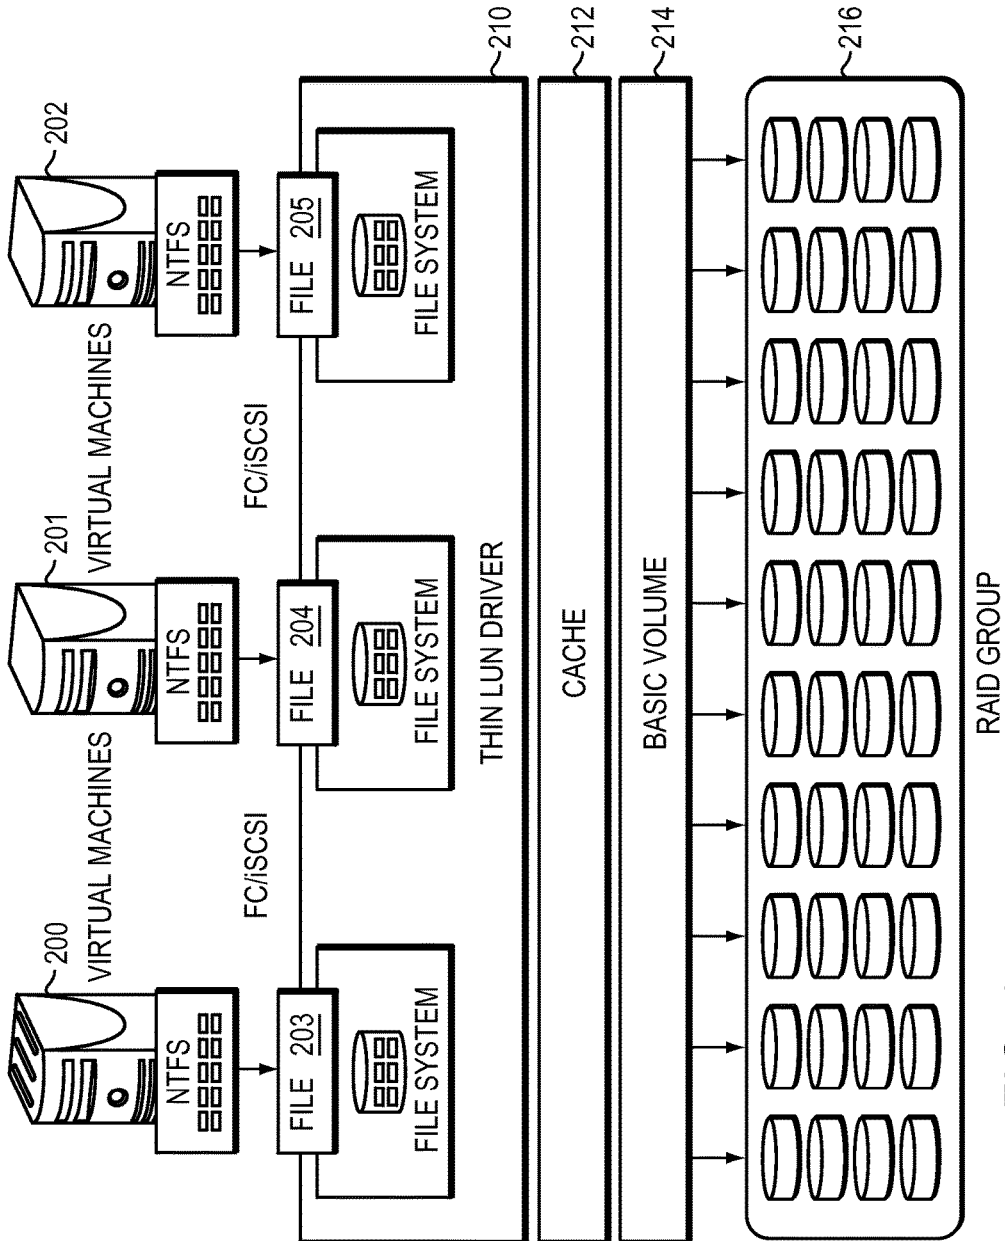 200
VIRTUAL MACHINES
201
VIRTUAL MACHINES
202
NTFS
NTFS
NTFS
FC/iSCSI
FC/iSCSI
FILE 203
FILE 204
FILE 205
FILE SYSTEM
FILE SYSTEM
FILE SYSTEM
THIN LUN DRIVER
210
CACHE
212
BASIC VOLUME
214
216
RAID GROUP